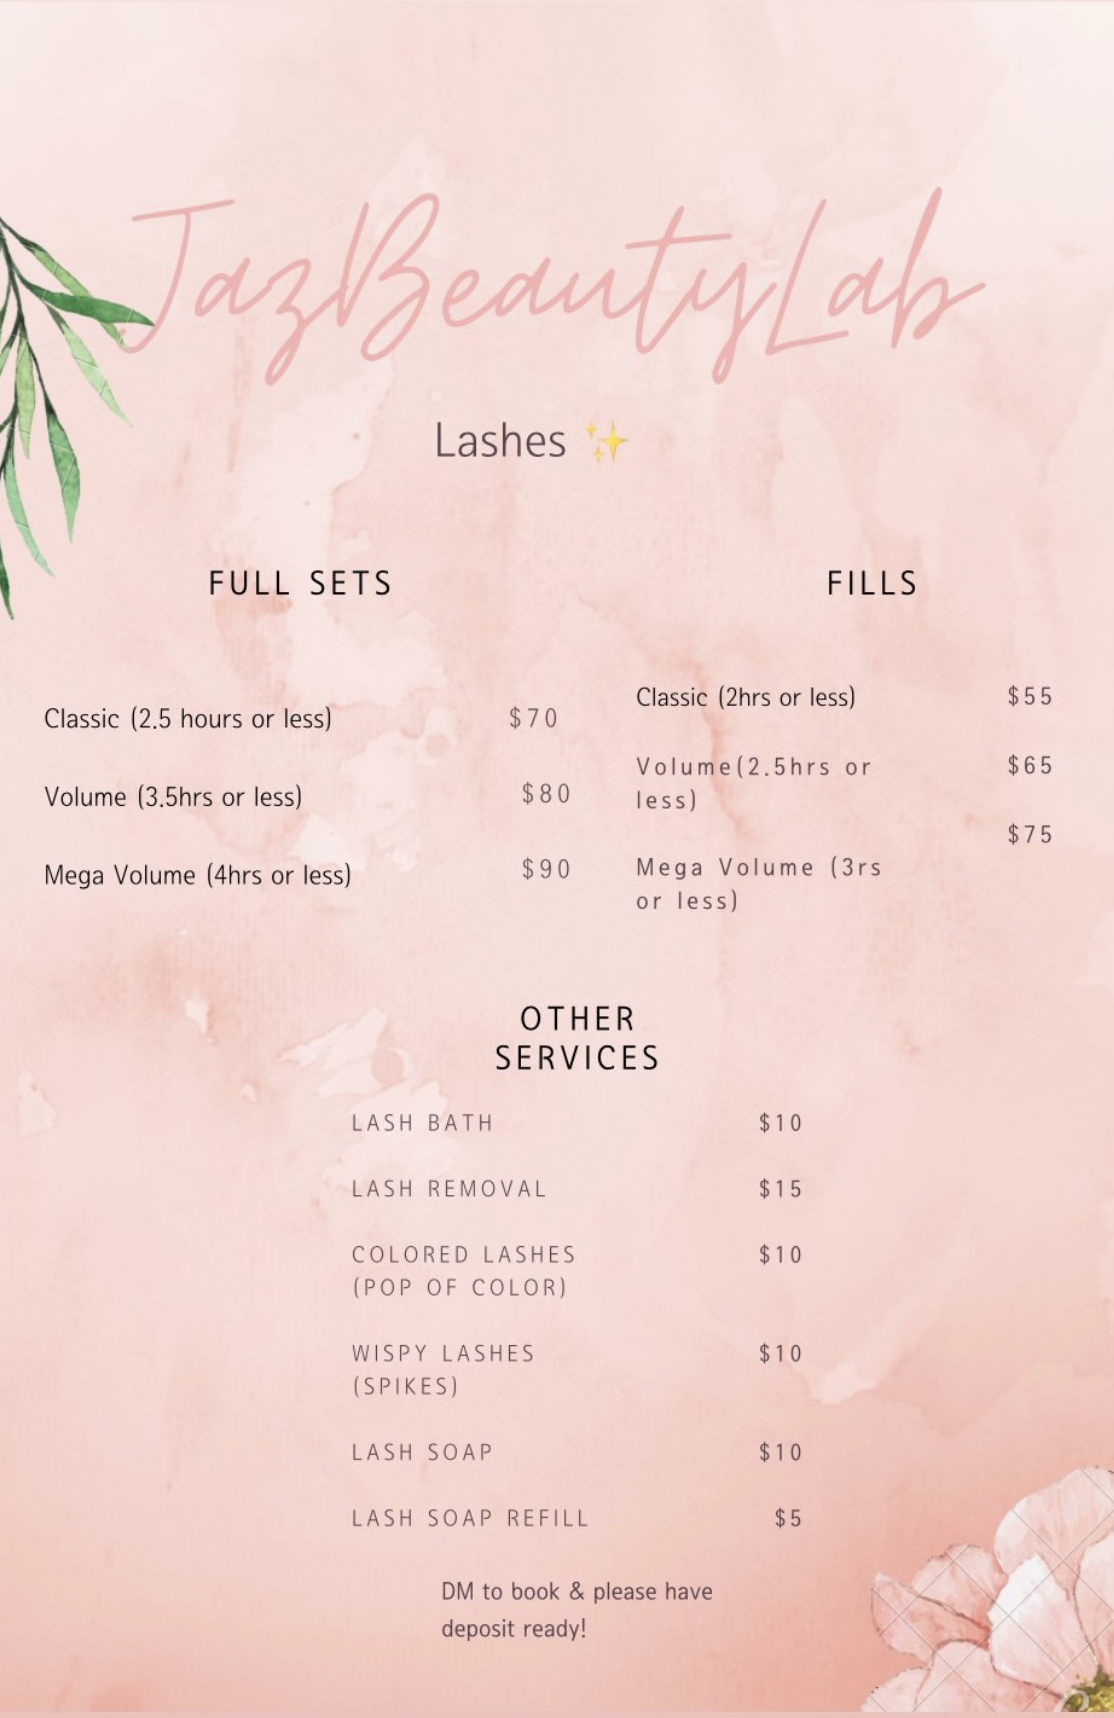 JazBeautyLab
Lashes ✨
FULL SETS
Classic (2.5 hours or less) $70
Volume (3.5hrs or less) $80
Mega Volume (4hrs or less) $90
FILLS
Classic (2hrs or less) $55
Volume(2.5hrs or $65
less)
$75
Mega Volume (3rs
or less)
OTHER
SERVICES
LASH BATH $10
LASH REMOVAL $15
COLORED LASHES $10
(POP OF COLOR)
WISPY LASHES $10
(SPIKES)
LASH SOAP $10
LASH SOAP REFILL $5
DM to book & please have
deposit ready!